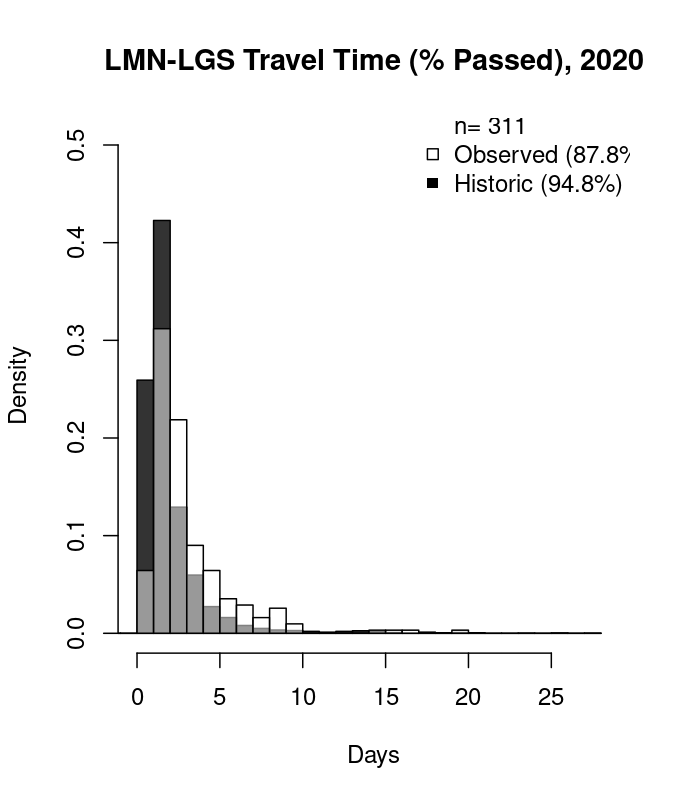 LMN-LGS Travel Time (% Passed), 2020
n= 311
Observed (87.8%
Historic (94.8%)
Density
0.5
0.4
0.3
0.2
0.1
0.0
0 5 10 15 20 25
Days